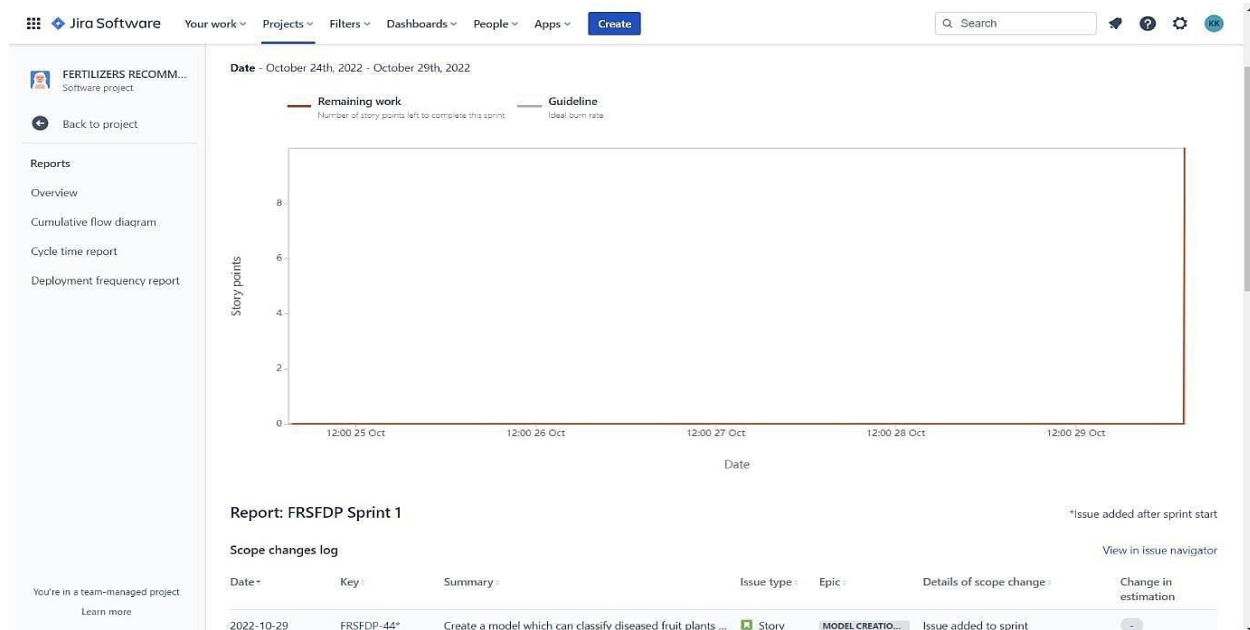 Jira Software Your work Projects Filters Dashboards People Apps Create Search KK
FERTILIZERS RECOMM...
Software project
Back to project
Reports
Overview
Cumulative flow diagram
Cycle time report
Deployment frequency report
You're in a team-managed project
Learn more
Date - October 24th, 2022 - October 29th, 2022
Remaining work
Number of story points left to complete this sprint
Guideline
Ideal burn rate
Story points
8
6
4
2
0
12:00 25 Oct 12:00 26 Oct 12:00 27 Oct 12:00 28 Oct 12:00 29 Oct
Date
Report: FRSFDP Sprint 1
*Issue added after sprint start
Scope changes log
View in issue navigator
Date Key Summary Issue type Epic Details of scope change Change in estimation
2022-10-29 FRSFDP-44* Create a model which can classify diseased fruit plants ... Story MODEL CREATIO... Issue added to sprint -